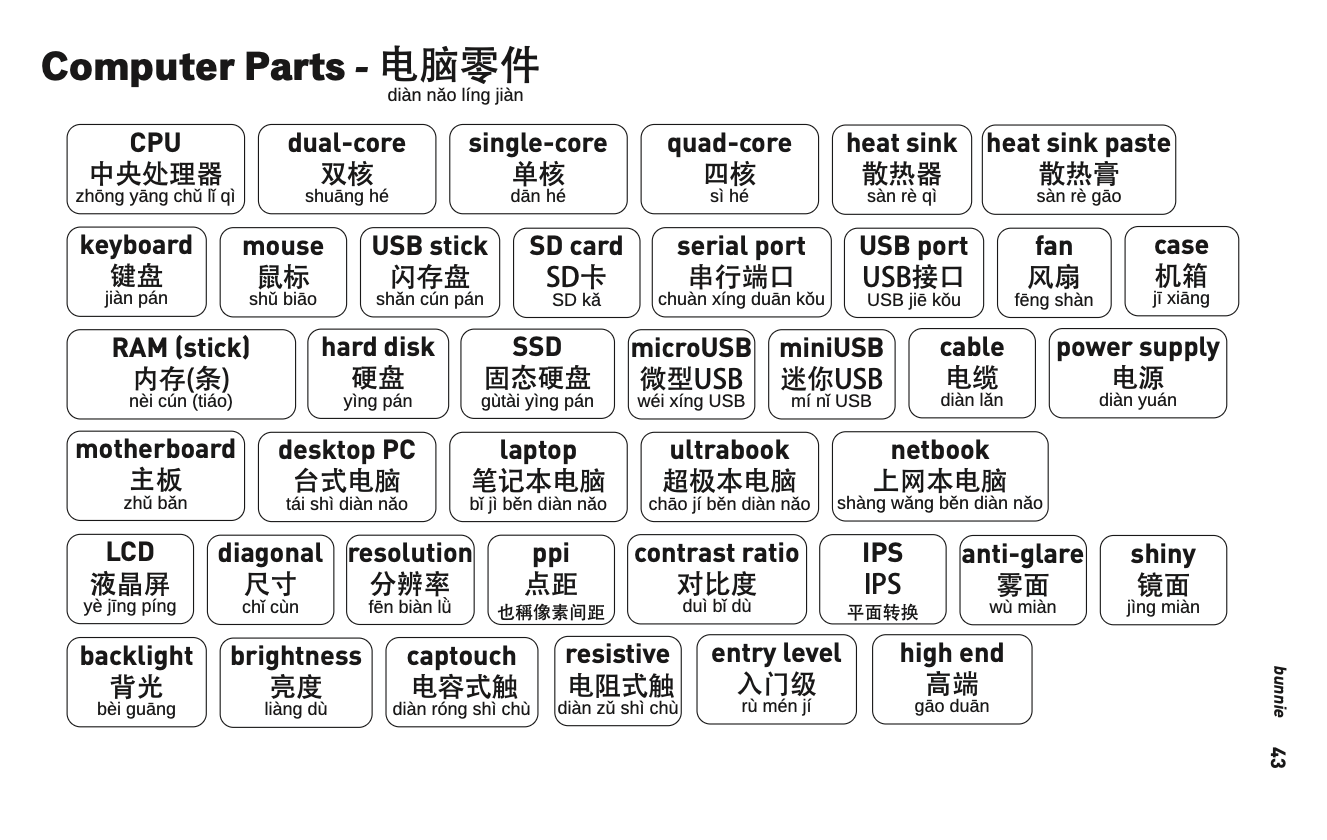 Computer Parts - 电脑零件
diàn nǎo líng jiàn
CPU
中央处理器
zhōng yāng chǔ lǐ qì
dual-core
双核
shuāng hé
single-core
单核
dān hé
quad-core
四核
sì hé
heat sink
散热器
sàn rè qì
heat sink paste
散热膏
sàn rè gāo
keyboard
键盘
jiàn pán
mouse
鼠标
shǔ biāo
USB stick
闪存盘
shǎn cún pán
SD card
SD卡
SD kǎ
serial port
串行端口
chuàn xíng duān kǒu
USB port
USB接口
USB jiē kǒu
fan
风扇
fēng shàn
case
机箱
jī xiāng
RAM (stick)
内存(条)
nèi cún (tiáo)
hard disk
硬盘
yìng pán
SSD
固态硬盘
gùtài yìng pán
microUSB
微型USB
wéi xíng USB
miniUSB
迷你USB
mí nǐ USB
cable
电缆
diàn lǎn
power supply
电源
diàn yuán
motherboard
主板
zhǔ bǎn
desktop PC
台式电脑
tái shì diàn nǎo
laptop
笔记本电脑
bǐ jì běn diàn nǎo
ultrabook
超极本电脑
chāo jí běn diàn nǎo
netbook
上网本电脑
shàng wǎng běn diàn nǎo
LCD
液晶屏
yè jīng píng
diagonal
尺寸
chǐ cùn
resolution
分辨率
fēn biàn lǜ
ppi
点距
也稱像素间距
contrast ratio
对比度
duì bǐ dù
IPS
IPS
平面转换
anti-glare
雾面
wù miàn
shiny
镜面
jìng miàn
backlight
背光
bèi guāng
brightness
亮度
liàng dù
captouch
电容式触
diàn róng shì chù
resistive
电阻式触
diàn zǔ shì chù
entry level
入门级
rù mén jí
high end
高端
gāo duān
bunnie 43